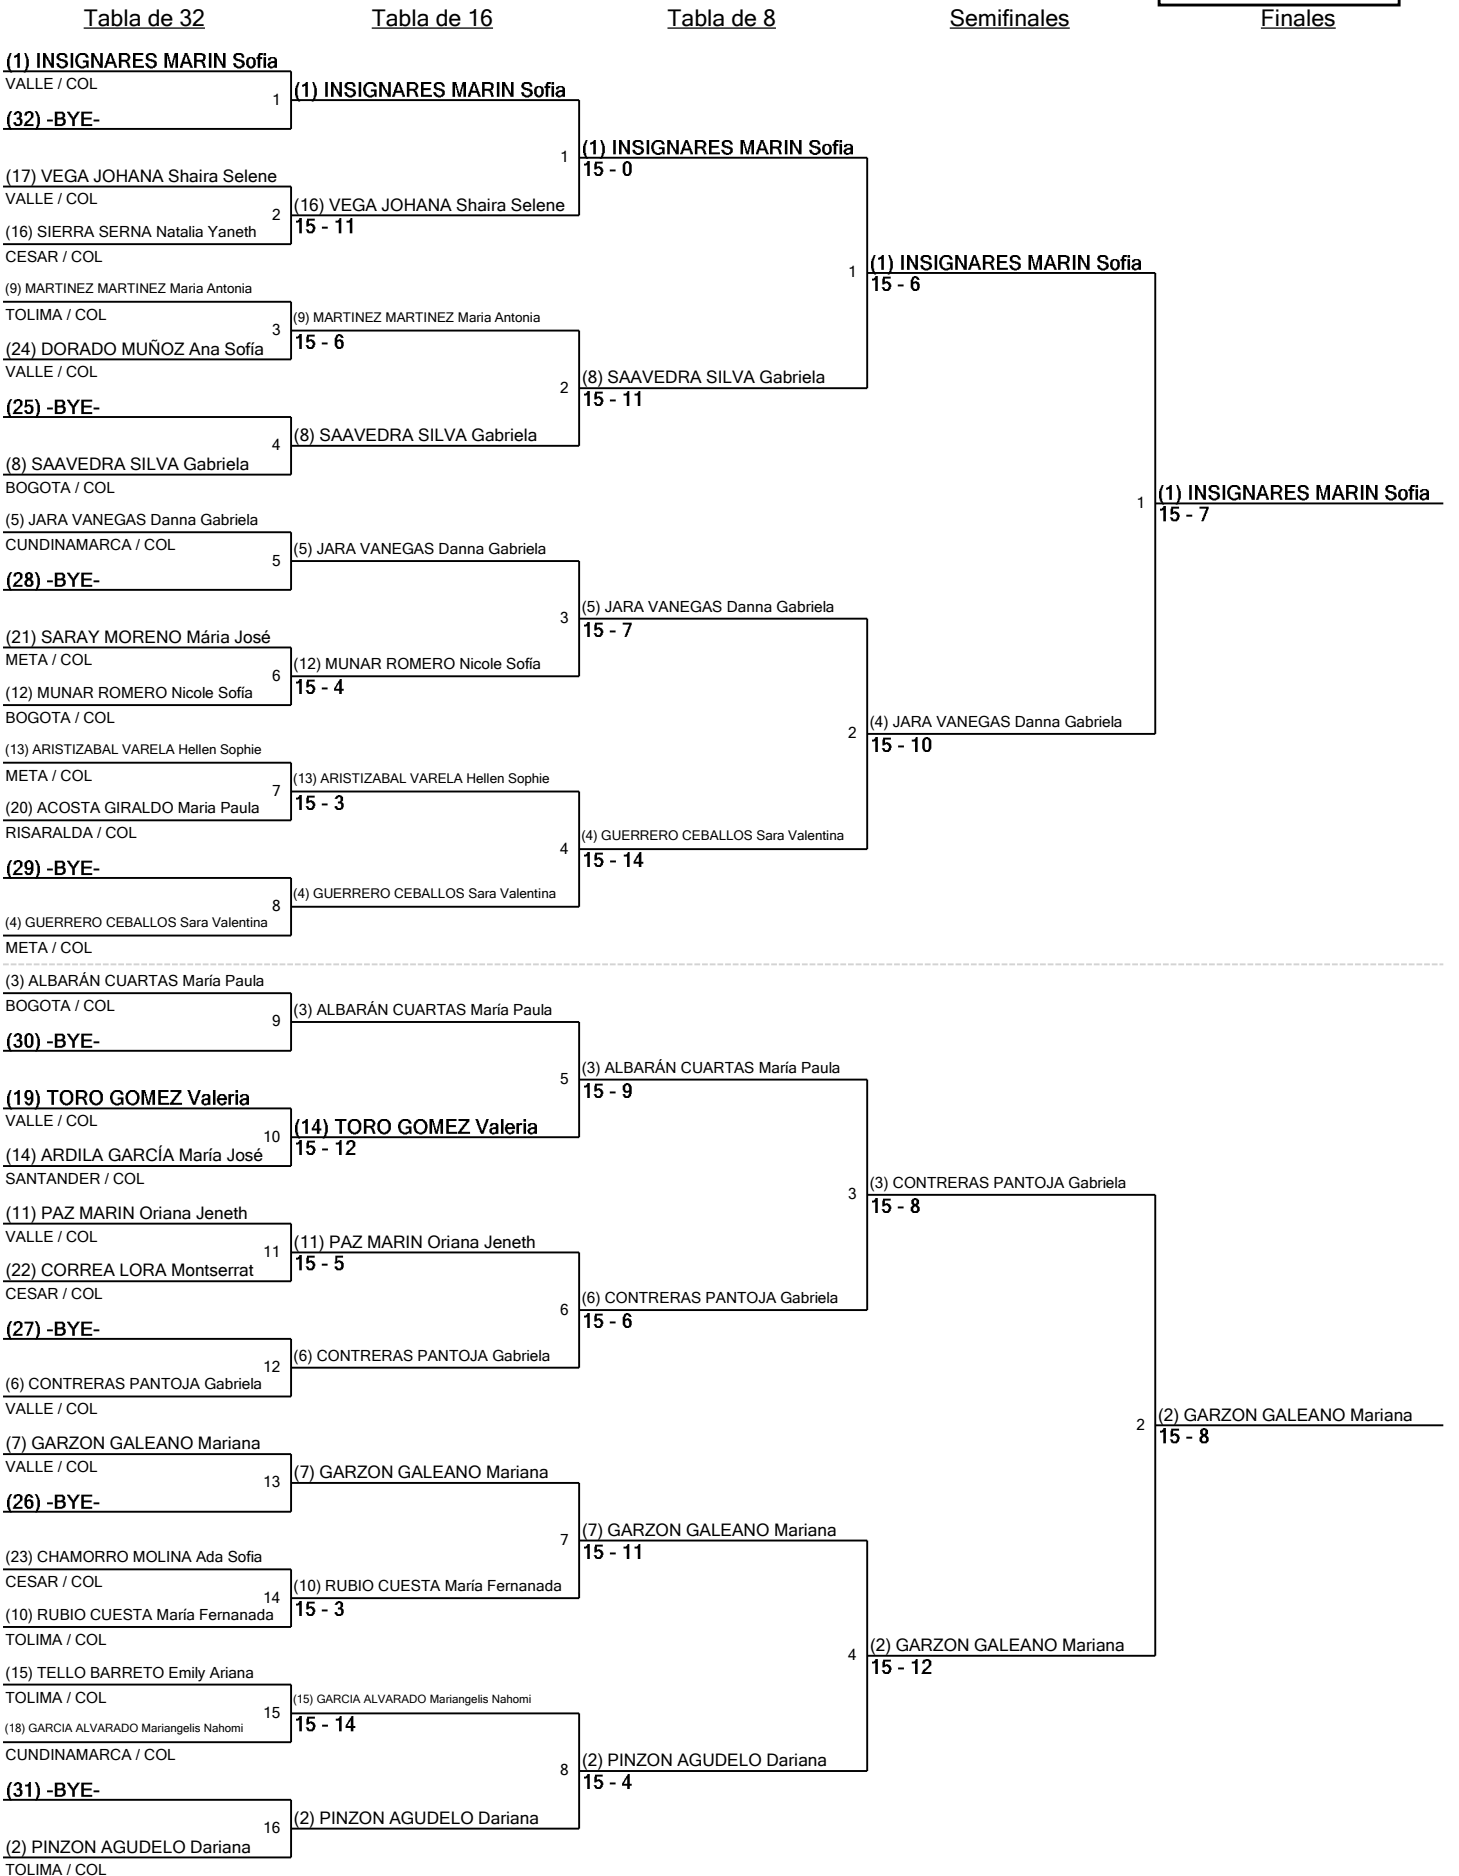 Tabla de 32
Tabla de 16
Tabla de 8
Semifinales
Finales
(1) INSIGNARES MARIN Sofia
VALLE / COL
1
(32) -BYE-
(17) VEGA JOHANA Shaira Selene
VALLE / COL
2
(16) SIERRA SERNA Natalia Yaneth
CESAR / COL
(9) MARTINEZ MARTINEZ Maria Antonia
TOLIMA / COL
3
(24) DORADO MUÑOZ Ana Sofía
VALLE / COL
(25) -BYE-
4
(8) SAAVEDRA SILVA Gabriela
BOGOTA / COL
(5) JARA VANEGAS Danna Gabriela
CUNDINAMARCA / COL
5
(28) -BYE-
(21) SARAY MORENO Mária José
META / COL
6
(12) MUNAR ROMERO Nicole Sofía
BOGOTA / COL
(13) ARISTIZABAL VARELA Hellen Sophie
META / COL
7
(20) ACOSTA GIRALDO Maria Paula
RISARALDA / COL
(29) -BYE-
8
(4) GUERRERO CEBALLOS Sara Valentina
META / COL
(3) ALBARÁN CUARTAS María Paula
BOGOTA / COL
9
(30) -BYE-
(19) TORO GOMEZ Valeria
VALLE / COL
10
(14) ARDILA GARCÍA María José
SANTANDER / COL
(11) PAZ MARIN Oriana Jeneth
VALLE / COL
11
(22) CORREA LORA Montserrat
CESAR / COL
(27) -BYE-
12
(6) CONTRERAS PANTOJA Gabriela
VALLE / COL
(7) GARZON GALEANO Mariana
VALLE / COL
13
(26) -BYE-
(23) CHAMORRO MOLINA Ada Sofia
CESAR / COL
14
(10) RUBIO CUESTA María Fernanada
TOLIMA / COL
(15) TELLO BARRETO Emily Ariana
TOLIMA / COL
15
(18) GARCIA ALVARADO Mariangelis Nahomi
CUNDINAMARCA / COL
(31) -BYE-
16
(2) PINZON AGUDELO Dariana
TOLIMA / COL
(1) INSIGNARES MARIN Sofia
1
(16) VEGA JOHANA Shaira Selene
15 - 11
(9) MARTINEZ MARTINEZ Maria Antonia
15 - 6
2
(8) SAAVEDRA SILVA Gabriela
(5) JARA VANEGAS Danna Gabriela
3
(12) MUNAR ROMERO Nicole Sofía
15 - 4
(13) ARISTIZABAL VARELA Hellen Sophie
15 - 3
4
(4) GUERRERO CEBALLOS Sara Valentina
(3) ALBARÁN CUARTAS María Paula
5
(14) TORO GOMEZ Valeria
15 - 12
(11) PAZ MARIN Oriana Jeneth
15 - 5
6
(6) CONTRERAS PANTOJA Gabriela
(7) GARZON GALEANO Mariana
7
(10) RUBIO CUESTA María Fernanada
15 - 3
(15) GARCIA ALVARADO Mariangelis Nahomi
15 - 14
8
(2) PINZON AGUDELO Dariana
(1) INSIGNARES MARIN Sofia
15 - 0
1
(8) SAAVEDRA SILVA Gabriela
15 - 11
(5) JARA VANEGAS Danna Gabriela
15 - 7
2
(4) GUERRERO CEBALLOS Sara Valentina
15 - 14
(3) ALBARÁN CUARTAS María Paula
15 - 9
3
(6) CONTRERAS PANTOJA Gabriela
15 - 6
(7) GARZON GALEANO Mariana
15 - 11
4
(2) PINZON AGUDELO Dariana
15 - 4
(1) INSIGNARES MARIN Sofia
15 - 6
1
(4) JARA VANEGAS Danna Gabriela
15 - 10
(3) CONTRERAS PANTOJA Gabriela
15 - 8
2
(2) GARZON GALEANO Mariana
15 - 12
(1) INSIGNARES MARIN Sofia
15 - 7
(2) GARZON GALEANO Mariana
15 - 8